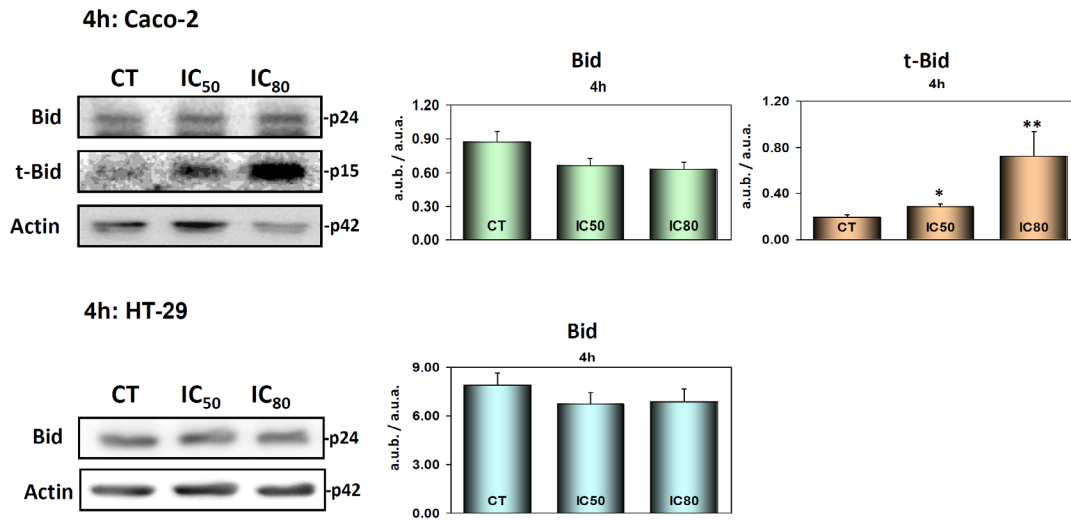 4h: Caco-2
CT IC50 IC80
Bid -p24
t-Bid -p15
Actin -p42
Bid
4h
a.u.b. / a.u.a.
1.20
0.90
0.60
0.30
0.00
CT IC50 IC80
t-Bid
4h
a.u.b. / a.u.a.
1.20
0.80
0.40
0.00
* **
CT IC50 IC80
4h: HT-29
CT IC50 IC80
Bid -p24
Actin -p42
Bid
4h
a.u.b. / a.u.a.
9.00
6.00
3.00
0.00
CT IC50 IC80